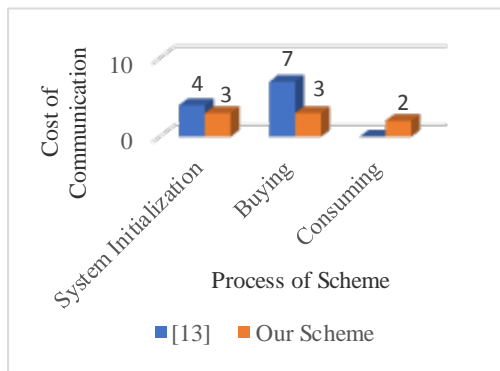 Cost of
Communication
10
0
4
3
7
3
2
System Initialization
Buying
Consuming
Process of Scheme
[13]
Our Scheme